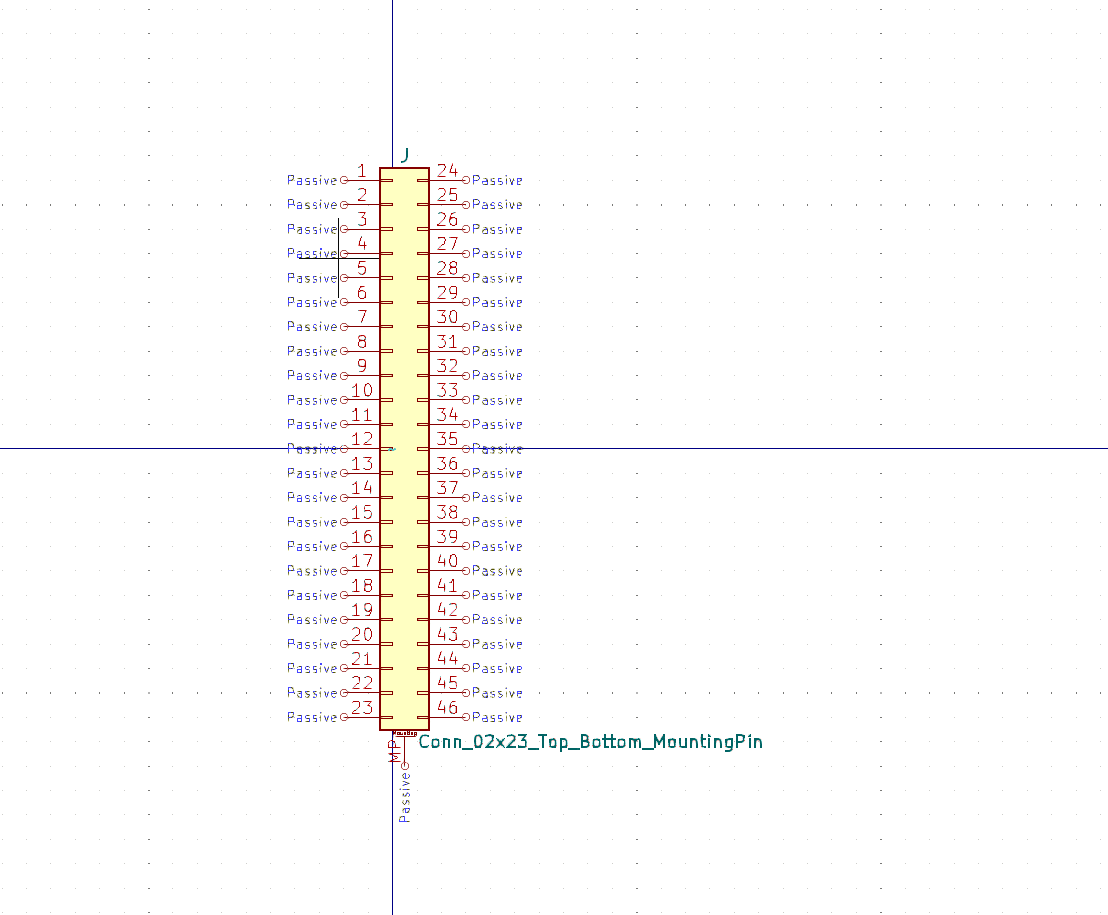 J
Passive 1 24 Passive
Passive 2 25 Passive
Passive 3 26 Passive
Passive 4 27 Passive
Passive 5 28 Passive
Passive 6 29 Passive
Passive 7 30 Passive
Passive 8 31 Passive
Passive 9 32 Passive
Passive 10 33 Passive
Passive 11 34 Passive
Passive 12 35 Passive
Passive 13 36 Passive
Passive 14 37 Passive
Passive 15 38 Passive
Passive 16 39 Passive
Passive 17 40 Passive
Passive 18 41 Passive
Passive 19 42 Passive
Passive 20 43 Passive
Passive 21 44 Passive
Passive 22 45 Passive
Passive 23 46 Passive
Mounting
Conn_02x23_Top_Bottom_MountingPin
MP
Passive